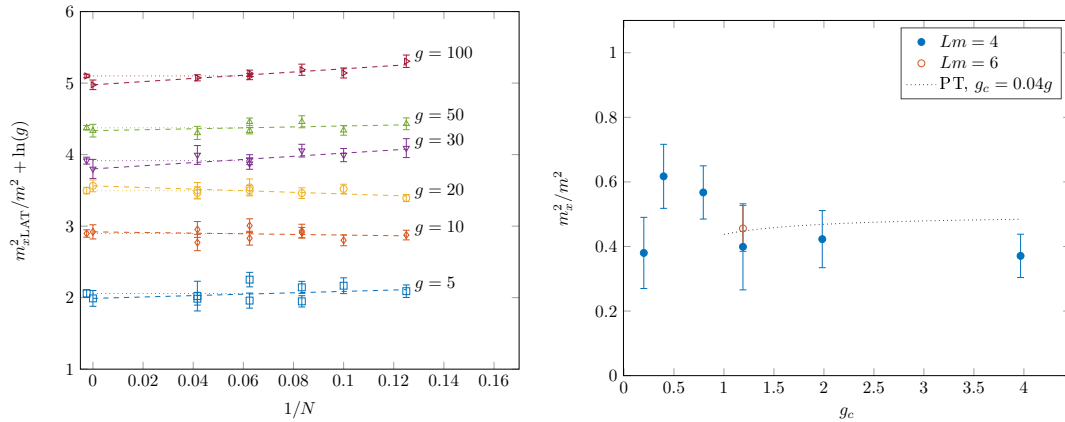 6
5
4
3
2
1
m²ₓLAT/m² + ln(g)
g = 100
g = 50
g = 30
g = 20
g = 10
g = 5
0 0.02 0.04 0.06 0.08 0.1 0.12 0.14 0.16
1/N
1
0.8
0.6
0.4
0.2
0
m²ₓ/m²
Lm = 4
Lm = 6
PT, g_c = 0.04g
0 0.5 1 1.5 2 2.5 3 3.5 4
g_c